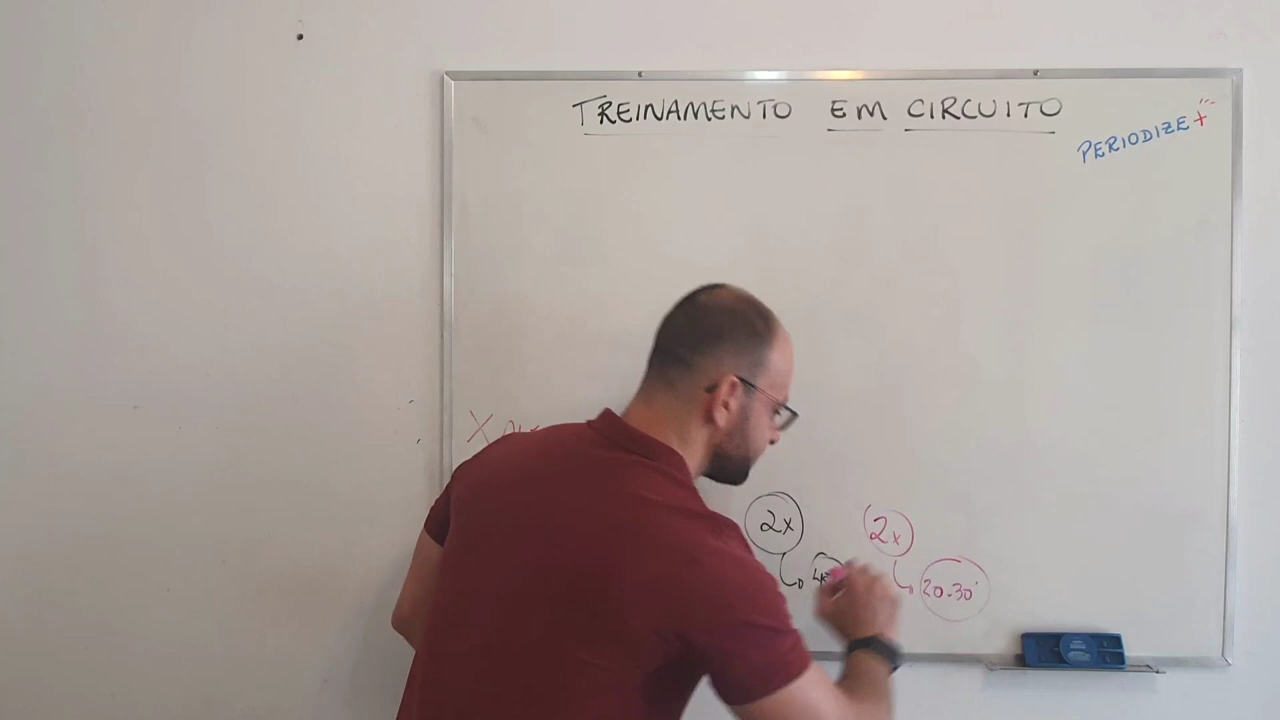 TREINAMENTO EM CIRCUITO
PERIODIZE+
X
2x
2x
20-30'